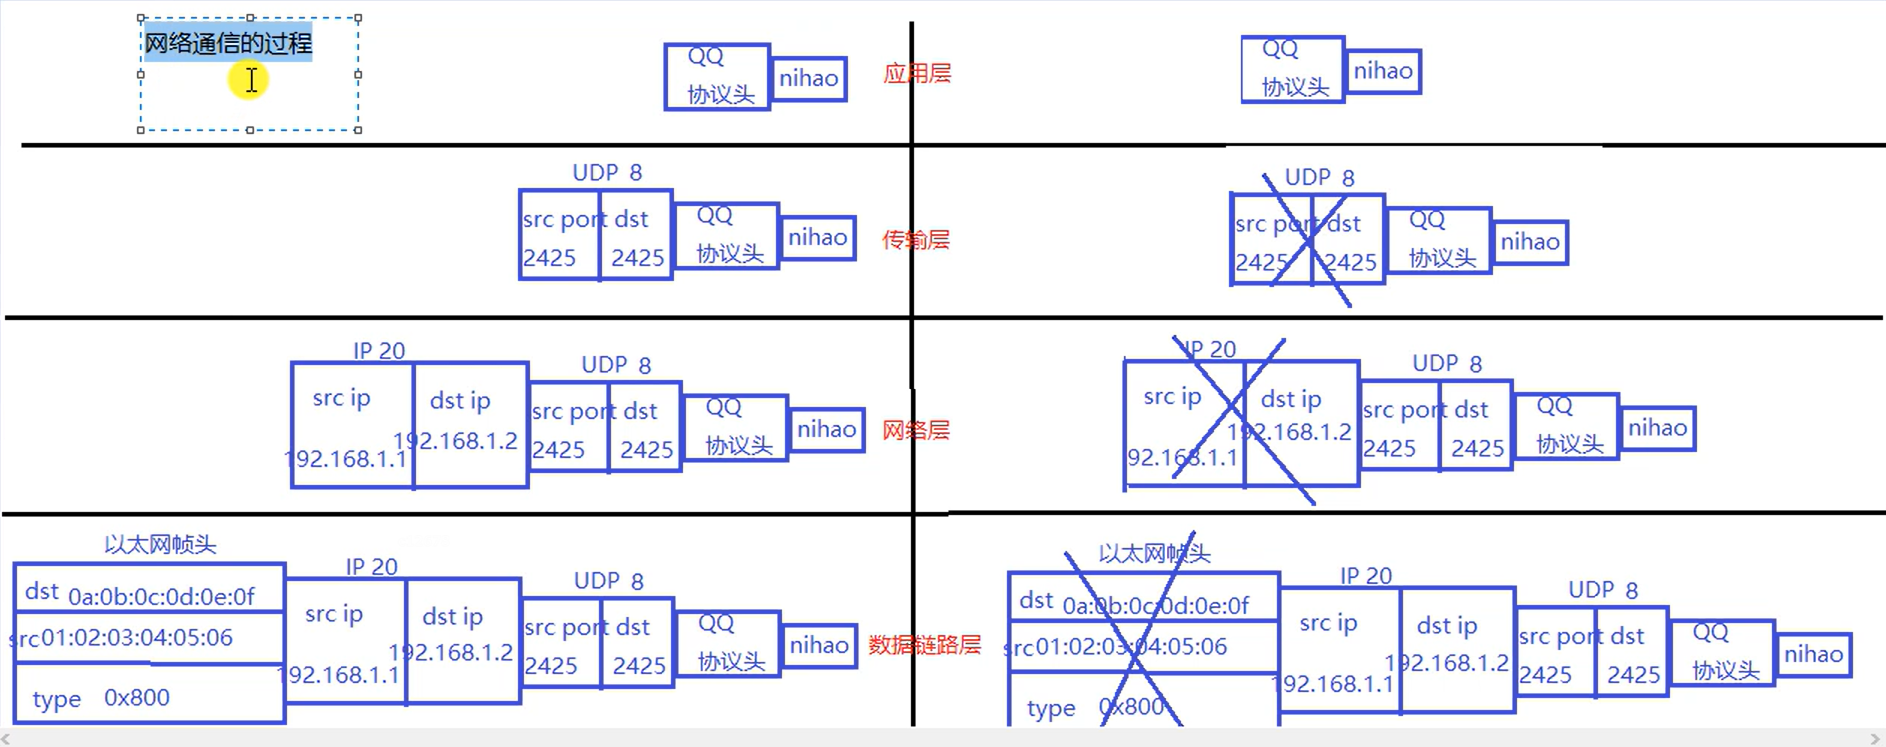 网络通信的过程
QQ
协议头
nihao
应用层
QQ
协议头
nihao
UDP 8
src port dst
2425 2425
QQ
协议头
nihao
传输层
UDP 8
src port dst
2425 2425
QQ
协议头
nihao
IP 20
src ip
192.168.1.1
dst ip
192.168.1.2
UDP 8
src port dst
2425 2425
QQ
协议头
nihao
网络层
IP 20
src ip
92.168.1.1
dst ip
192.168.1.2
UDP 8
src port dst
2425 2425
QQ
协议头
nihao
以太网帧头
dst 0a:0b:0c:0d:0e:0f
src 01:02:03:04:05:06
type 0x800
IP 20
src ip
192.168.1.1
dst ip
192.168.1.2
UDP 8
src port dst
2425 2425
QQ
协议头
nihao
数据链路层
以太网帧头
dst 0a:0b:0c:0d:0e:0f
src 01:02:03:04:05:06
type 0x800
IP 20
src ip
192.168.1.1
dst ip
192.168.1.2
UDP 8
src port dst
2425 2425
QQ
协议头
nihao